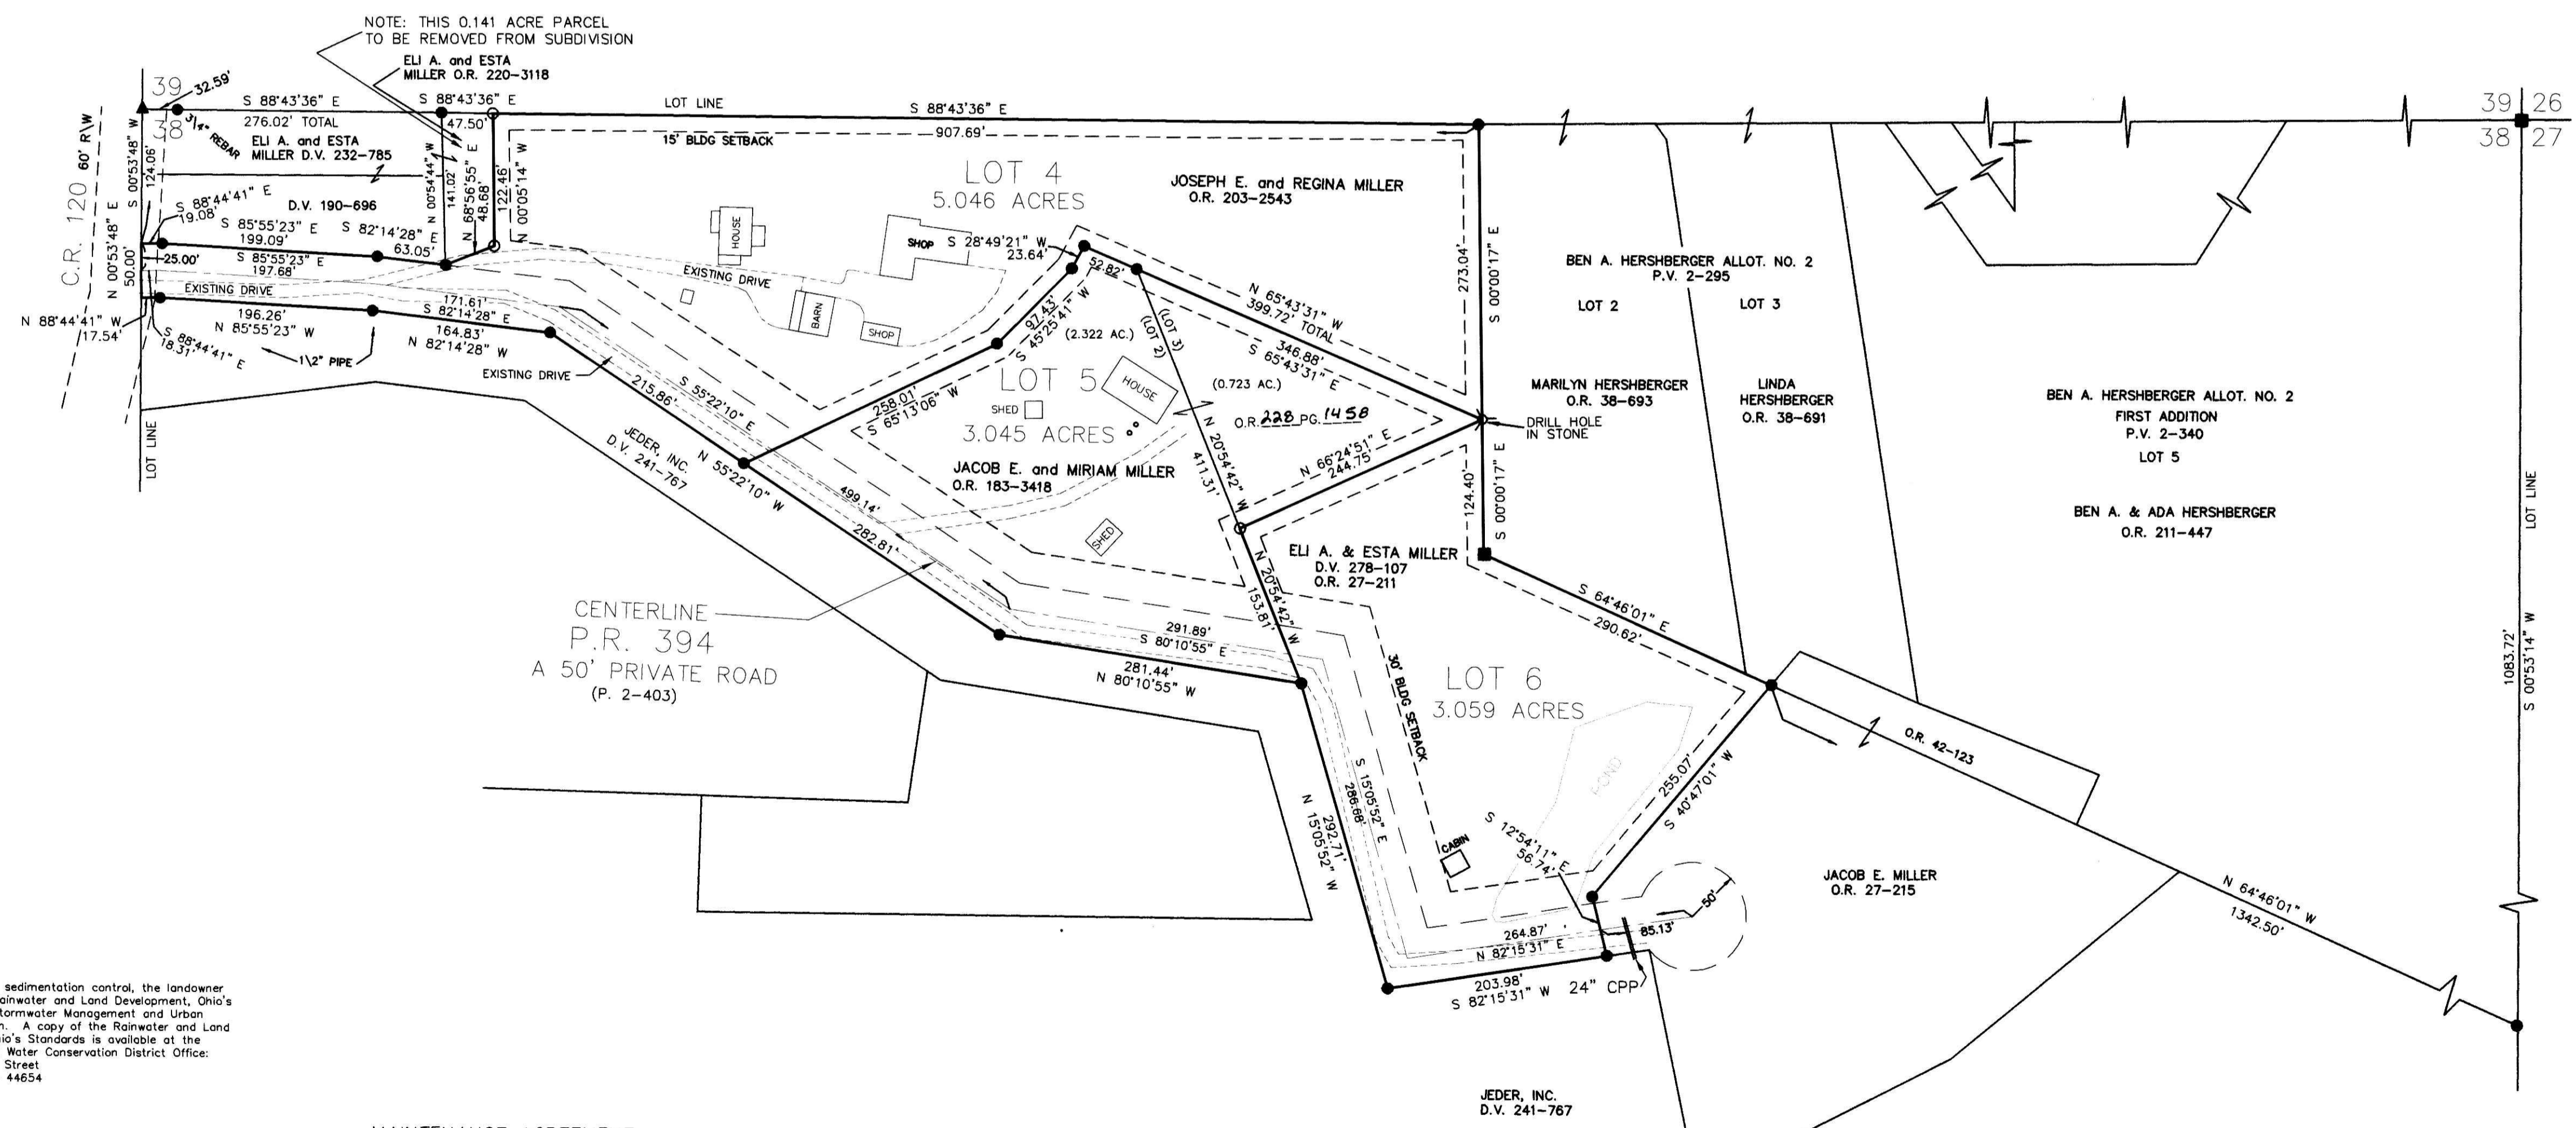 NOTE: THIS 0.141 ACRE PARCEL
TO BE REMOVED FROM SUBDIVISION
ELI A. and ESTA
MILLER O.R. 220-3118
39
38
32.59'
3/4" REBAR
S 88°43'36" E
276.02' TOTAL
ELI A. and ESTA
MILLER D.V. 232-785
S 88°43'36" E
47.50'
LOT LINE
S 88°43'36" E
907.69'
15' BLDG SETBACK
C.R. 120 60' R\W
S 00°53'48" W
124.06'
N 00°53'48" E
50.00'
S 88°44'41" E
19.08'
D.V. 190-696
S 85°55'23" E
199.09'
S 82°14'28" E
63.05'
N 00°54'44" W
141.02'
N 68°56'55" E
48.68'
122.46'
N 00°05'14" W
25.00'
S 85°55'23" E
197.68'
EXISTING DRIVE
171.61'
S 82°14'28" E
164.83'
N 82°14'28" W
196.26'
N 85°55'23" W
N 88°44'41" W
17.54'
S 88°44'41" E
18.31'
1\2" PIPE
EXISTING DRIVE
LOT LINE
LOT 4
5.046 ACRES
JOSEPH E. and REGINA MILLER
O.R. 203-2543
HOUSE
SHOP
S 28°49'21" W
23.64'
EXISTING DRIVE
BARN
SHOP
52.82'
97.43'
S 45°25'41" W
(2.322 AC.)
(LOT 3)
(LOT 2)
N 65°43'31" W
399.72' TOTAL
346.88'
S 65°43'31" E
273.04'
S 00°00'17" E
LOT 5
HOUSE
(0.723 AC.)
SHED
3.045 ACRES
O.R. 228 PG. 1458
258.01'
S 65°13'06" W
JACOB E. and MIRIAM MILLER
O.R. 183-3418
N 20°54'42" W
411.31'
N 66°24'51" E
244.75'
DRILL HOLE
IN STONE
124.40'
S 00°00'17" E
215.86'
S 55°22'10" E
JEDER, INC.
D.V. 241-767
N 55°22'10" W
499.14'
282.81'
SHED
ELI A. & ESTA MILLER
D.V. 278-107
O.R. 27-211
N 20°54'42" W
153.81'
CENTERLINE
P.R. 394
A 50' PRIVATE ROAD
(P. 2-403)
291.89'
S 80°10'55" E
281.44'
N 80°10'55" W
30' BLDG SETBACK
LOT 6
3.059 ACRES
S 64°46'01" E
290.62'
POND
255.07'
S 40°47'01" W
S 15°05'52" E
286.68'
292.71'
N 15°05'52" W
CABIN
S 12°54'11" E
56.74'
50'
85.13'
264.87'
N 82°15'31" E
203.98'
S 82°15'31" W
24" CPP
BEN A. HERSHBERGER ALLOT. NO. 2
P.V. 2-295
LOT 2
LOT 3
MARILYN HERSHBERGER
O.R. 38-693
LINDA
HERSHBERGER
O.R. 38-691
39 26
38 27
BEN A. HERSHBERGER ALLOT. NO. 2
FIRST ADDITION
P.V. 2-340
LOT 5
BEN A. & ADA HERSHBERGER
O.R. 211-447
LOT LINE
1083.72'
S 00°53'14" W
O.R. 42-123
JACOB E. MILLER
O.R. 27-215
N 64°46'01" W
1342.50'
JEDER, INC.
D.V. 241-767
sedimentation control, the landowner
ainwater and Land Development, Ohio's
tormwater Management and Urban
n. A copy of the Rainwater and Land
io's Standards is available at the
Water Conservation District Office:
Street
44654